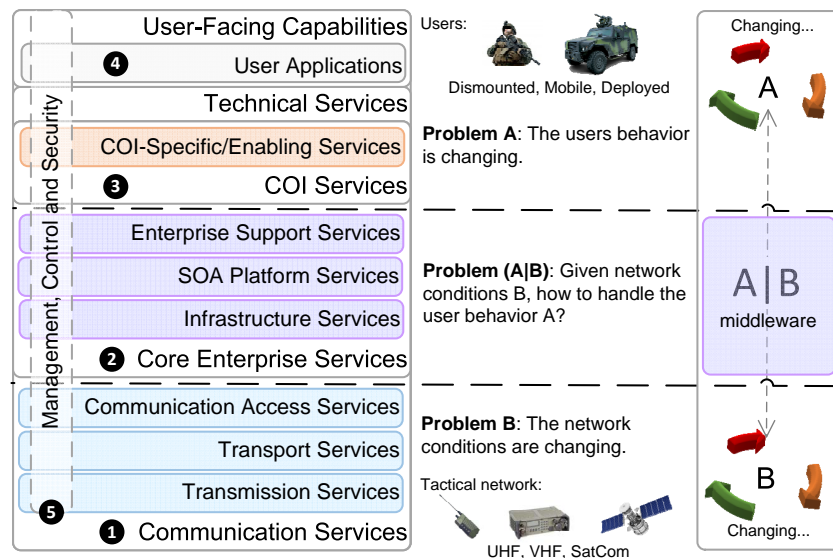 User-Facing Capabilities
4
User Applications
Technical Services
COI-Specific/Enabling Services
3
COI Services
Enterprise Support Services
SOA Platform Services
Infrastructure Services
2
Core Enterprise Services
Communication Access Services
Transport Services
Transmission Services
1
Communication Services
Management, Control and Security
5
Users:
Dismounted, Mobile, Deployed
Problem A: The users behavior
is changing.
Problem (A|B): Given network
conditions B, how to handle the
user behavior A?
Problem B: The network
conditions are changing.
Tactical network:
UHF, VHF, SatCom
Changing...
A
A|B
middleware
B
Changing...